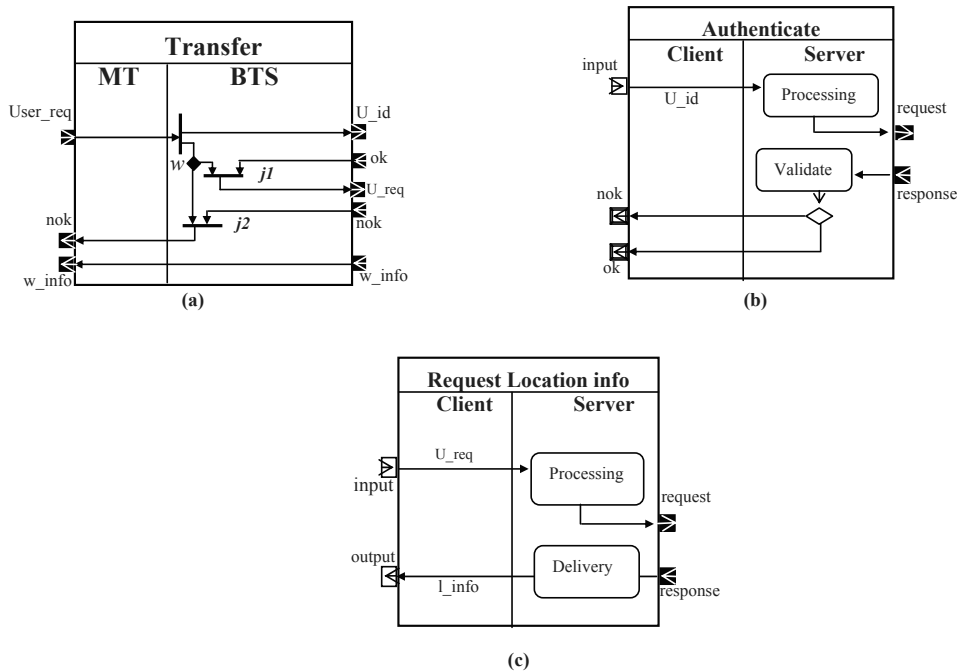 Transfer
MT BTS
User_req
U_id
ok
w
j1
U_req
nok
j2
nok
w_info
w_info
(a)
Authenticate
Client Server
input
U_id
Processing
request
Validate
response
nok
ok
(b)
Request Location info
Client Server
U_req
input
Processing
request
output
Delivery
l_info
response
(c)